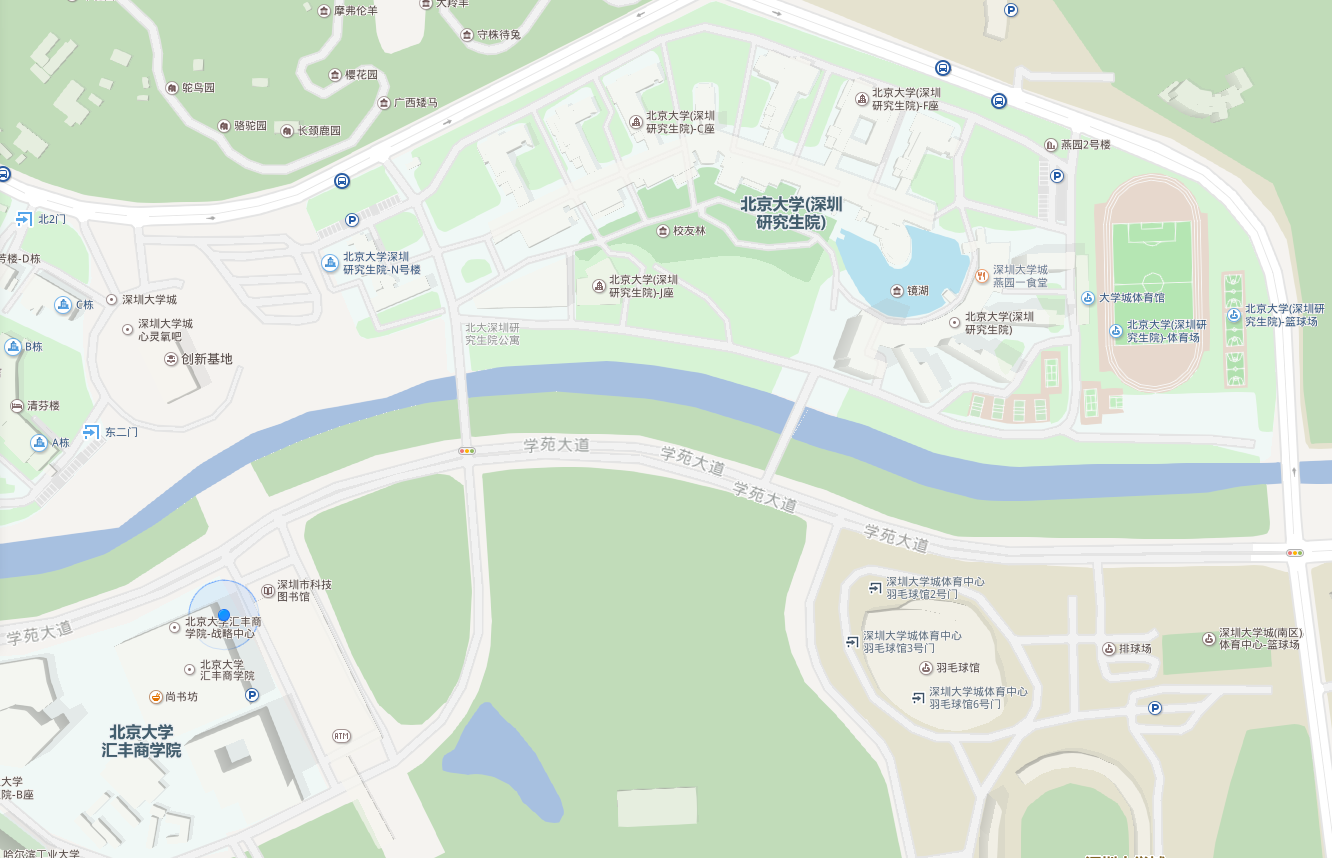 摩弗伦羊
大羚羊
守株待兔
樱花园
鸵鸟园
广西矮马
骆驼园
长颈鹿园
北京大学(深圳
研究生院)-C座
北京大学(深圳
研究生院)-F座
P
燕园2号楼
P
北2门
P
北京大学(深圳
研究生院)
校友林
北京大学深圳
研究生院-N号楼
芳楼-D栋
C栋
深圳大学城
深圳大学城
心灵氧吧
B栋
创新基地
清芬楼
A栋
东二门
北京大学(深圳
研究生院)-J座
北大深圳研
究生院公寓
镜湖
深圳大学城
燕园一食堂
北京大学(深圳
研究生院)
大学城体育馆
北京大学(深圳研
究生院)-体育场
北京大学(深圳研
究生院)-篮球场
学苑大道
学苑大道
学苑大道
学苑大道
学苑大道
深圳市科技
图书馆
北京大学汇丰商
学院-战略中心
北京大学
汇丰商学院
尚书坊
P
北京大学
汇丰商学院
ATM
大学
院-B座
哈尔滨工业大学
深圳大学城体育中心
羽毛球馆2号门
深圳大学城体育中心
羽毛球馆3号门
羽毛球馆
深圳大学城体育中心
羽毛球馆6号门
排球场
深圳大学城(南区)
体育中心-篮球场
P